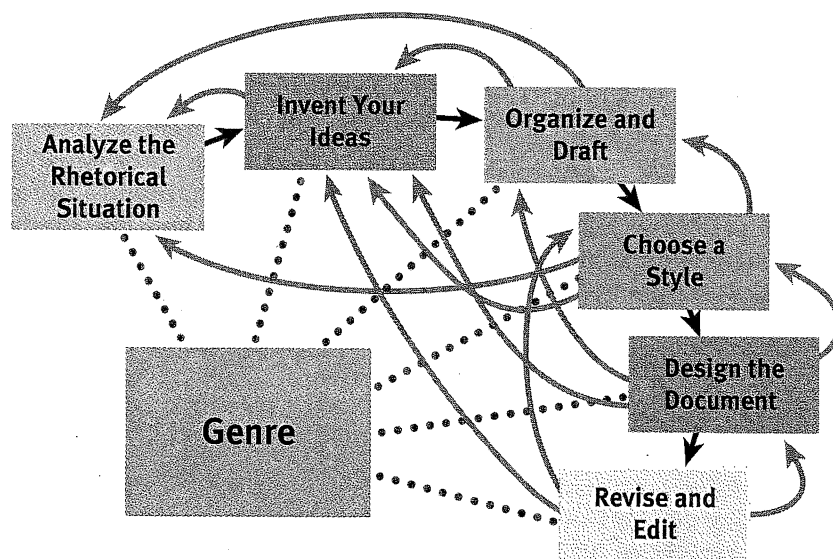 Analyze the
Rhetorical
Situation
Invent Your
Ideas
Organize and
Draft
Choose a
Style
Design the
Document
Revise and
Edit
Genre